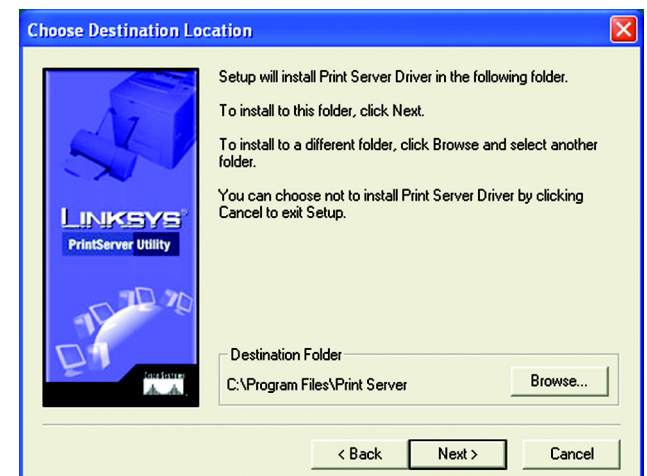 Choose Destination Location
Setup will install Print Server Driver in the following folder.
To install to this folder, click Next.
To install to a different folder, click Browse and select another
folder.
You can choose not to install Print Server Driver by clicking
Cancel to exit Setup.
LINKSYS®
PrintServer Utility
CISCO SYSTEMS
Destination Folder
C:\Program Files\Print Server
Browse...
< Back
Next >
Cancel